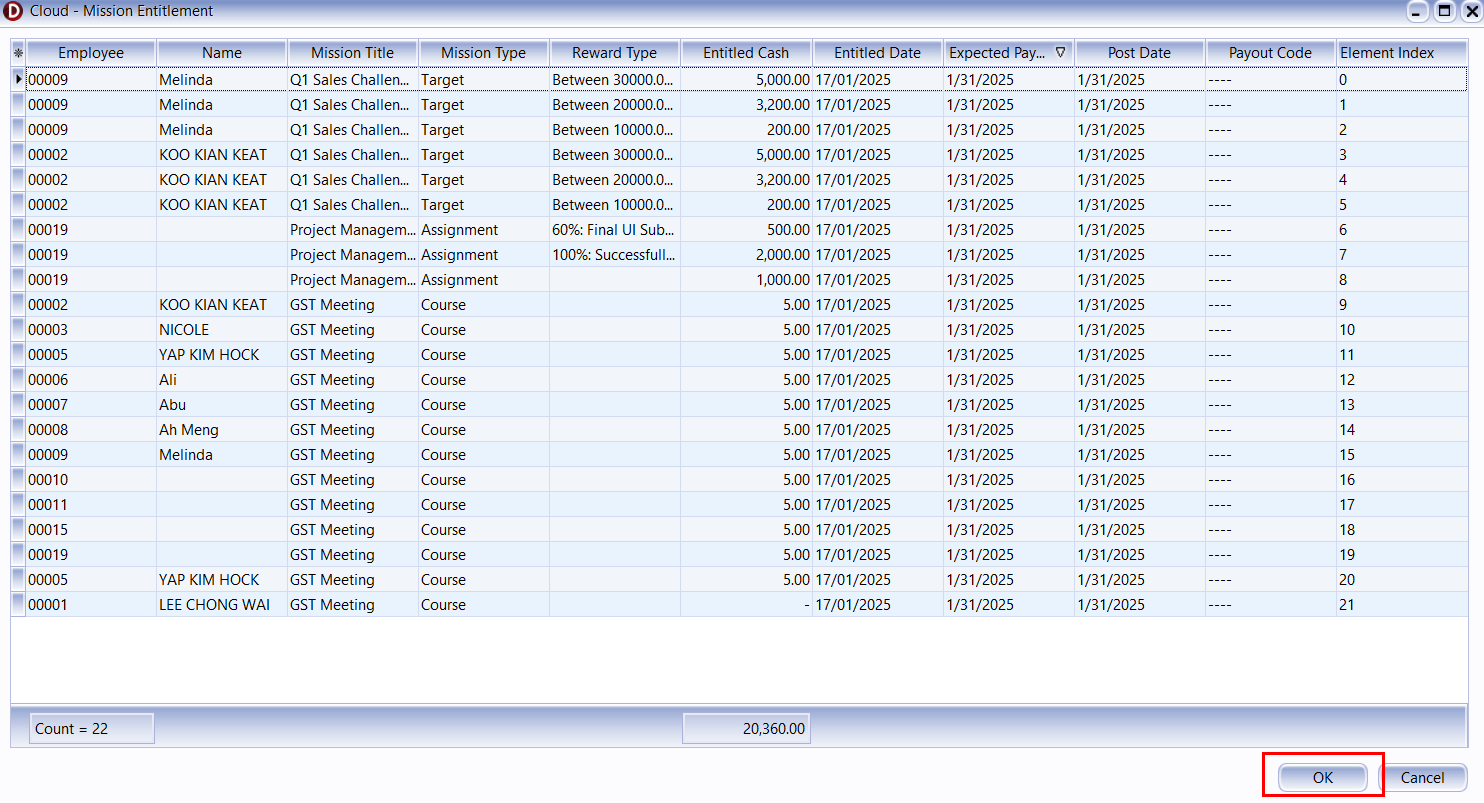 Cloud - Mission Entitlement
Employee Name Mission Title Mission Type Reward Type Entitled Cash Entitled Date Expected Pay... Post Date Payout Code Element Index
00009 Melinda Q1 Sales Challen... Target Between 30000.0... 5,000.00 17/01/2025 1/31/2025 1/31/2025 ---- 0
00009 Melinda Q1 Sales Challen... Target Between 20000.0... 3,200.00 17/01/2025 1/31/2025 1/31/2025 ---- 1
00009 Melinda Q1 Sales Challen... Target Between 10000.0... 200.00 17/01/2025 1/31/2025 1/31/2025 ---- 2
00002 KOO KIAN KEAT Q1 Sales Challen... Target Between 30000.0... 5,000.00 17/01/2025 1/31/2025 1/31/2025 ---- 3
00002 KOO KIAN KEAT Q1 Sales Challen... Target Between 20000.0... 3,200.00 17/01/2025 1/31/2025 1/31/2025 ---- 4
00002 KOO KIAN KEAT Q1 Sales Challen... Target Between 10000.0... 200.00 17/01/2025 1/31/2025 1/31/2025 ---- 5
00019 Project Managem... Assignment 60%: Final UI Sub... 500.00 17/01/2025 1/31/2025 1/31/2025 ---- 6
00019 Project Managem... Assignment 100%: Successfull... 2,000.00 17/01/2025 1/31/2025 1/31/2025 ---- 7
00019 Project Managem... Assignment 1,000.00 17/01/2025 1/31/2025 1/31/2025 ---- 8
00002 KOO KIAN KEAT GST Meeting Course 5.00 17/01/2025 1/31/2025 1/31/2025 ---- 9
00003 NICOLE GST Meeting Course 5.00 17/01/2025 1/31/2025 1/31/2025 ---- 10
00005 YAP KIM HOCK GST Meeting Course 5.00 17/01/2025 1/31/2025 1/31/2025 ---- 11
00006 Ali GST Meeting Course 5.00 17/01/2025 1/31/2025 1/31/2025 ---- 12
00007 Abu GST Meeting Course 5.00 17/01/2025 1/31/2025 1/31/2025 ---- 13
00008 Ah Meng GST Meeting Course 5.00 17/01/2025 1/31/2025 1/31/2025 ---- 14
00009 Melinda GST Meeting Course 5.00 17/01/2025 1/31/2025 1/31/2025 ---- 15
00010 GST Meeting Course 5.00 17/01/2025 1/31/2025 1/31/2025 ---- 16
00011 GST Meeting Course 5.00 17/01/2025 1/31/2025 1/31/2025 ---- 17
00015 GST Meeting Course 5.00 17/01/2025 1/31/2025 1/31/2025 ---- 18
00019 GST Meeting Course 5.00 17/01/2025 1/31/2025 1/31/2025 ---- 19
00005 YAP KIM HOCK GST Meeting Course 5.00 17/01/2025 1/31/2025 1/31/2025 ---- 20
00001 LEE CHONG WAI GST Meeting Course - 17/01/2025 1/31/2025 1/31/2025 ---- 21
Count = 22 20,360.00
OK Cancel